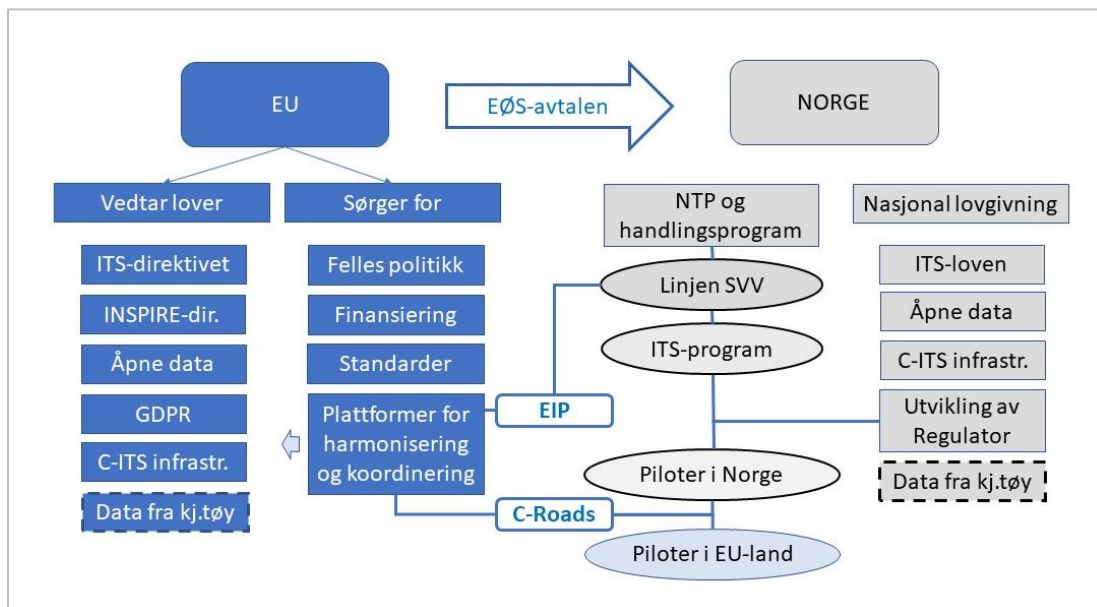 EU
EØS-avtalen
NORGE
Vedtar lover
Sørger for
NTP og
handlingsprogram
Nasjonal lovgivning
ITS-direktivet
INSPIRE-dir.
Åpne data
GDPR
C-ITS infrastr.
Data fra kj.tøy
Felles politikk
Finansiering
Standarder
Plattformer for
harmonisering
og koordinering
EIP
C-Roads
Linjen SVV
ITS-program
Piloter i Norge
Piloter i EU-land
ITS-loven
Åpne data
C-ITS infrastr.
Utvikling av
Regulator
Data fra kj.tøy